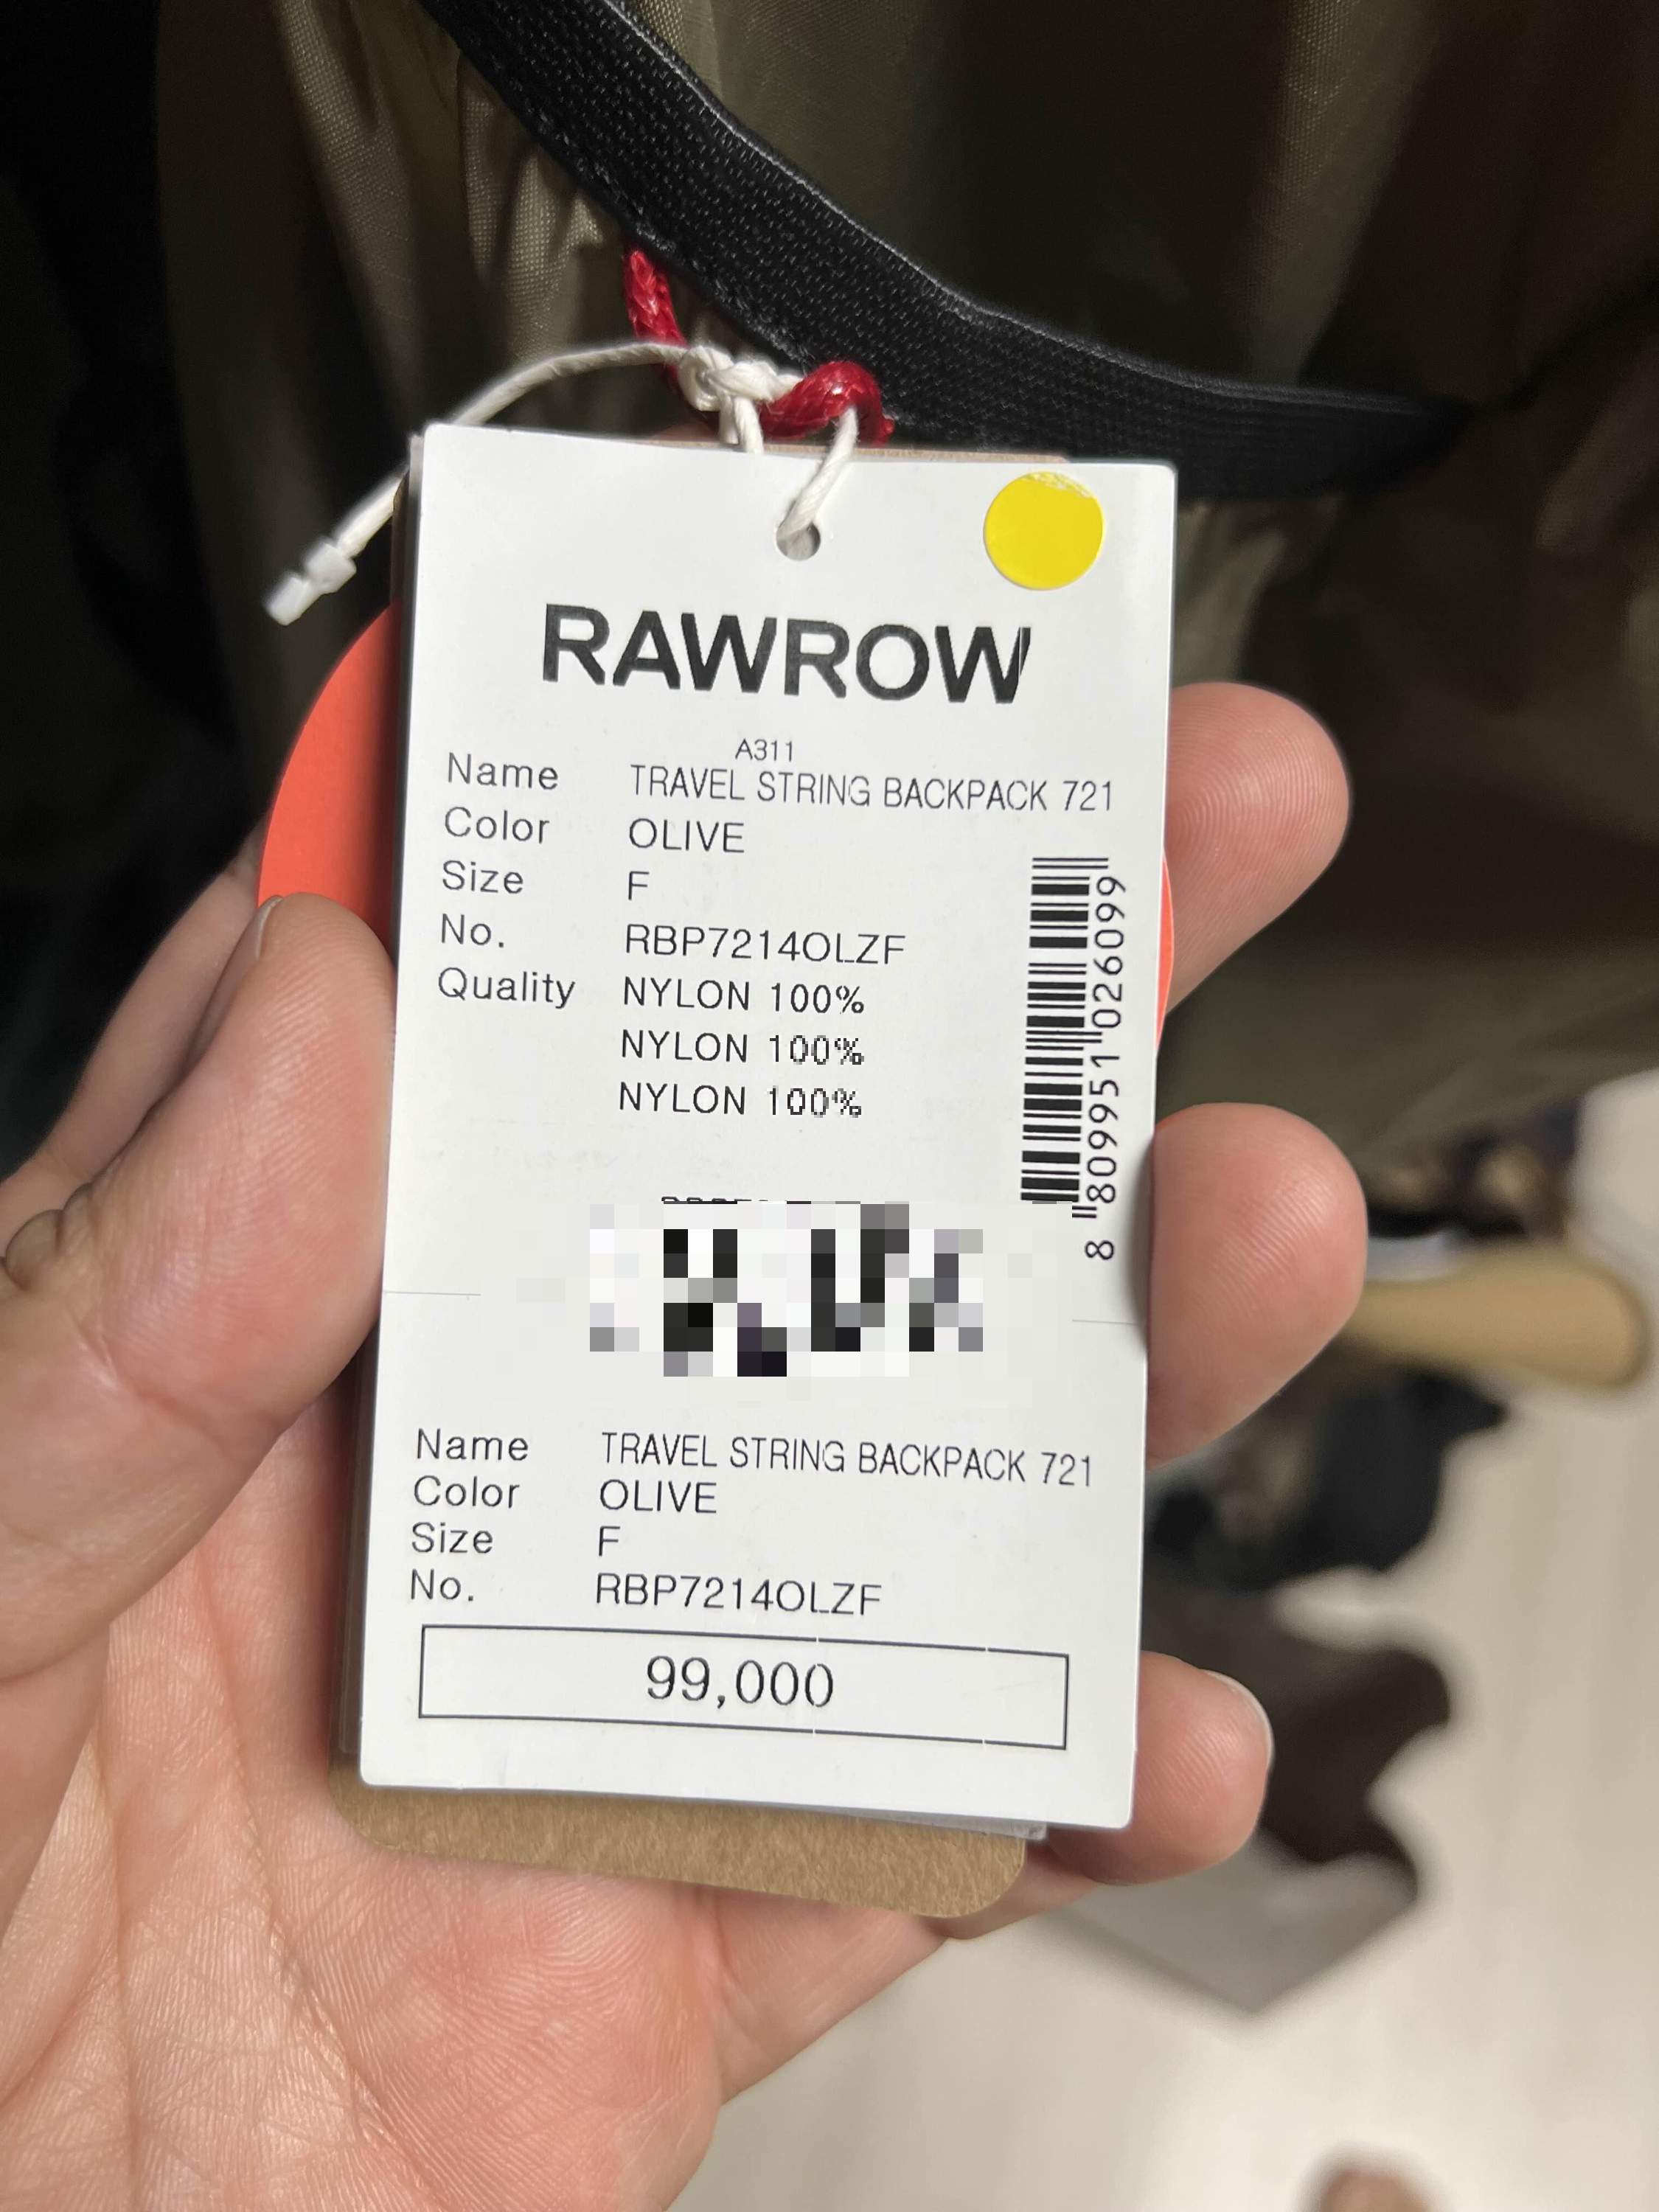 RAWROW
A311
Name TRAVEL STRING BACKPACK 721
Color OLIVE
Size F
No. RBP7214OLZF
Quality NYLON 100%
NYLON 100%
NYLON 100%
8 809951 026099
Name TRAVEL STRING BACKPACK 721
Color OLIVE
Size F
No. RBP7214OLZF
99,000